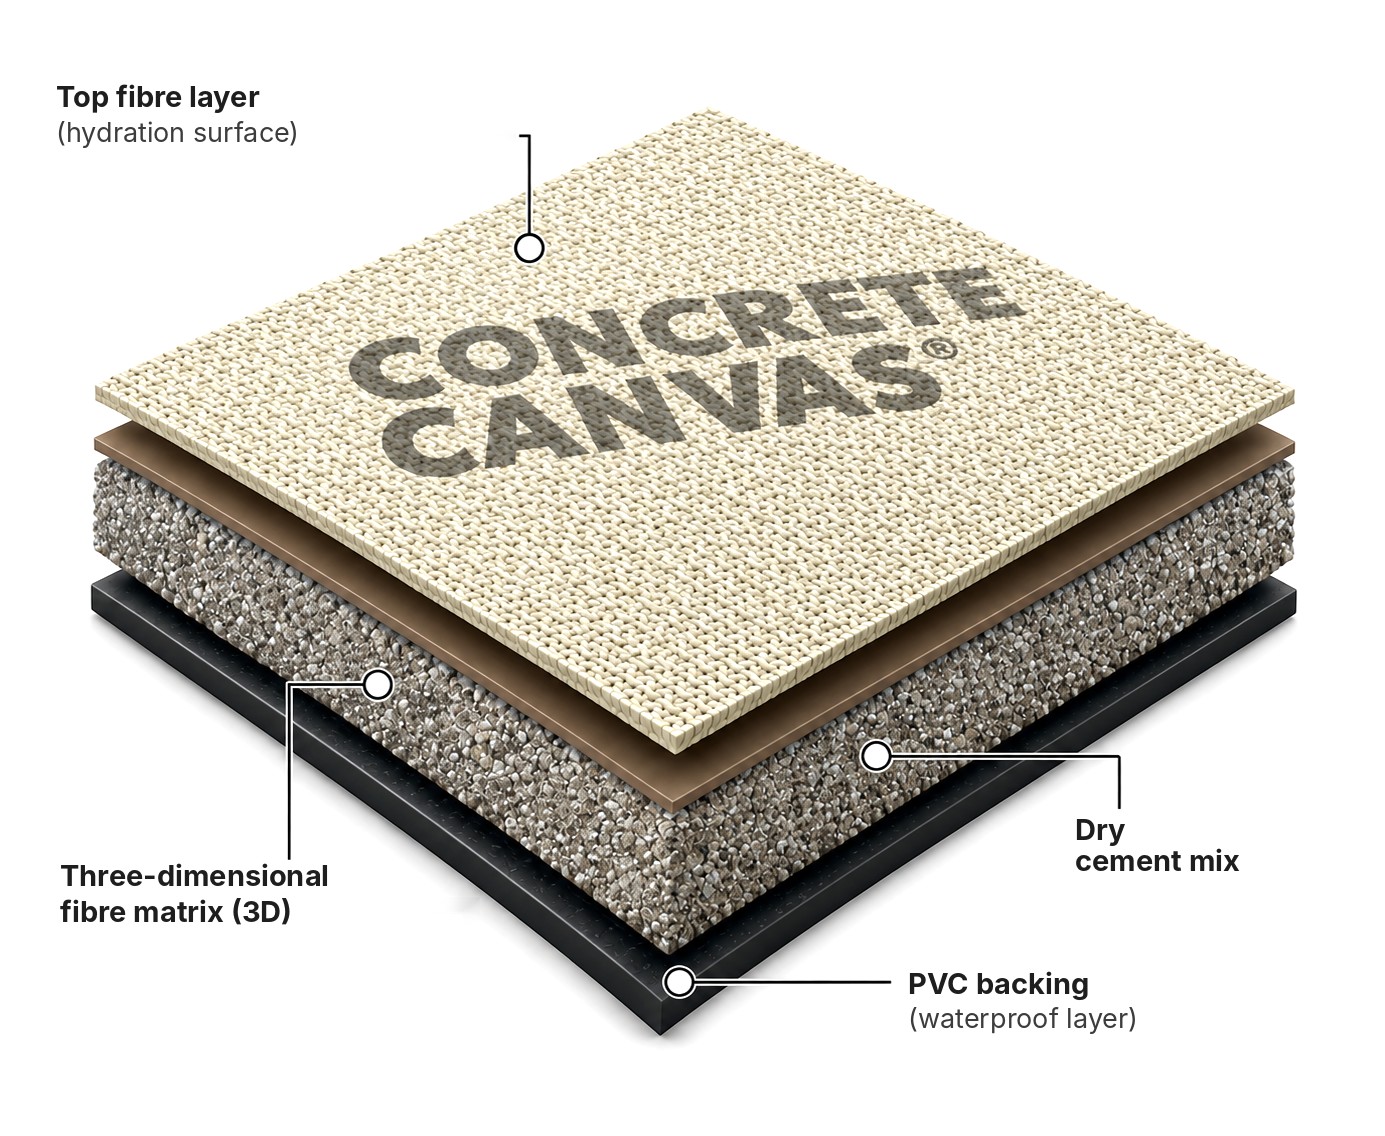 Top fibre layer
(hydration surface)
CONCRETE
CANVAS®
Three-dimensional
fibre matrix (3D)
Dry
cement mix
PVC backing
(waterproof layer)